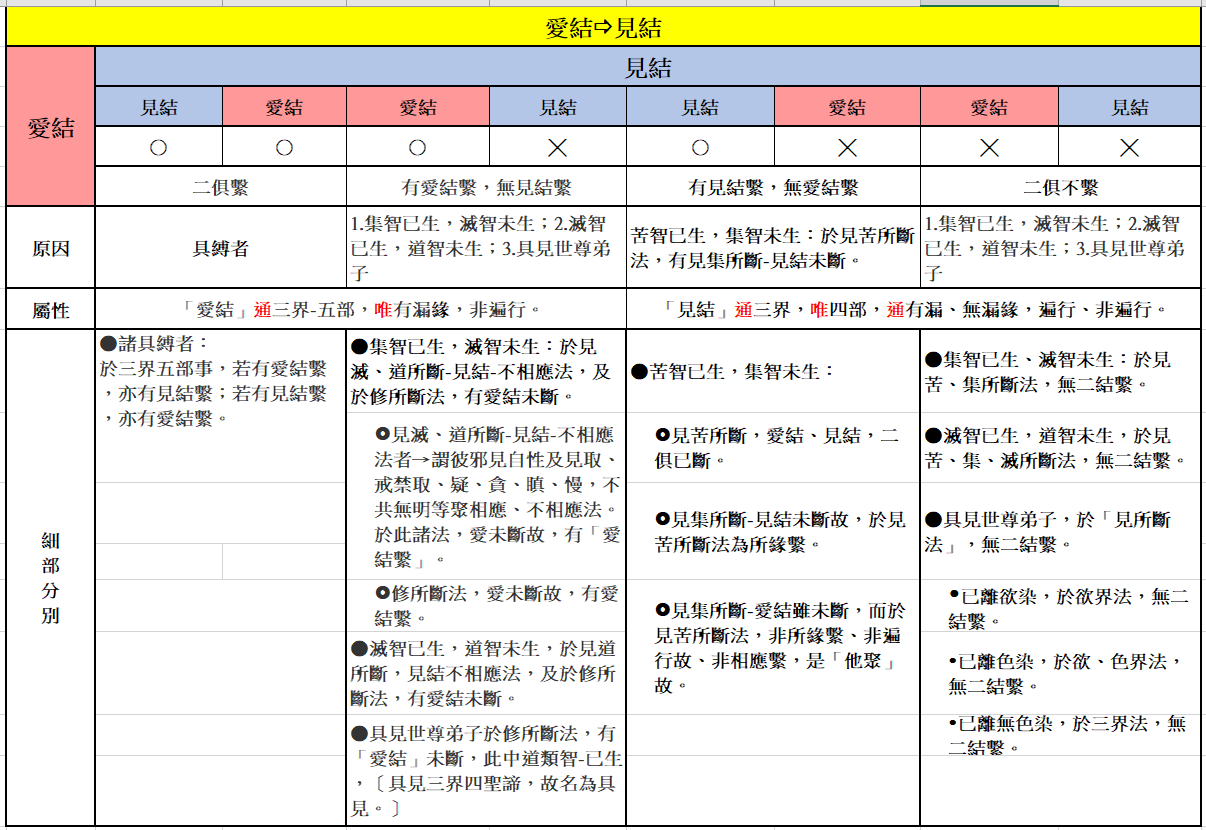 愛結⇨見結
愛結
見結
見結 愛結 愛結 見結 見結 愛結 愛結 見結
○ ○ ○ ╳ ○ ╳ ╳ ╳
二俱繫 有愛結繫，無見結繫 有見結繫，無愛結繫 二俱不繫
原因
具縛者
1.集智已生，滅智未生；2.滅智
已生，道智未生；3.具見世尊弟
子
苦智已生，集智未生：於見苦所斷
法，有見集所斷-見結未斷。
1.集智已生，滅智未生；2.滅智
已生，道智未生；3.具見世尊弟
子
屬性
「愛結」通三界-五部，唯有漏緣，非遍行。
「見結」通三界，唯四部，通有漏、無漏緣，遍行、非遍行。
細
部
分
別
●諸具縛者：
於三界五部事，若有愛結繫
，亦有見結繫；若有見結繫
，亦有愛結繫。
●集智已生，滅智未生：於見
滅、道所斷-見結-不相應法，及
於修所斷法，有愛結未斷。
⊙見滅、道所斷-見結-不相應
法者→謂彼邪見自性及見取、
戒禁取、疑、貪、瞋、慢，不
共無明等聚相應、不相應法。
於此諸法，愛未斷故，有「愛
結繫」。
⊙修所斷法，愛未斷故，有愛
結繫。
●滅智已生，道智未生，於見道
所斷，見結不相應法，及於修所
斷法，有愛結未斷。
●具見世尊弟子於修所斷法，有
「愛結」未斷，此中道類智-已生
，〔具見三界四聖諦，故名為具
見。〕
●苦智已生，集智未生：
⊙見苦所斷，愛結、見結，二
俱已斷。
⊙見集所斷-見結未斷故，於見
苦所斷法為所緣繫。
⊙見集所斷-愛結雖未斷，而於
見苦所斷法，非所緣繫、非遍
行故、非相應繫，是「他聚」
故。
●集智已生、滅智未生：於見
苦、集所斷法，無二結繫。
●滅智已生，道智未生，於見
苦、集、滅所斷法，無二結繫。
●具見世尊弟子，於「見所斷
法」，無二結繫。
•已離欲染，於欲界法，無二
結繫。
•已離色染，於欲、色界法，
無二結繫。
•已離無色染，於三界法，無
二結繫。